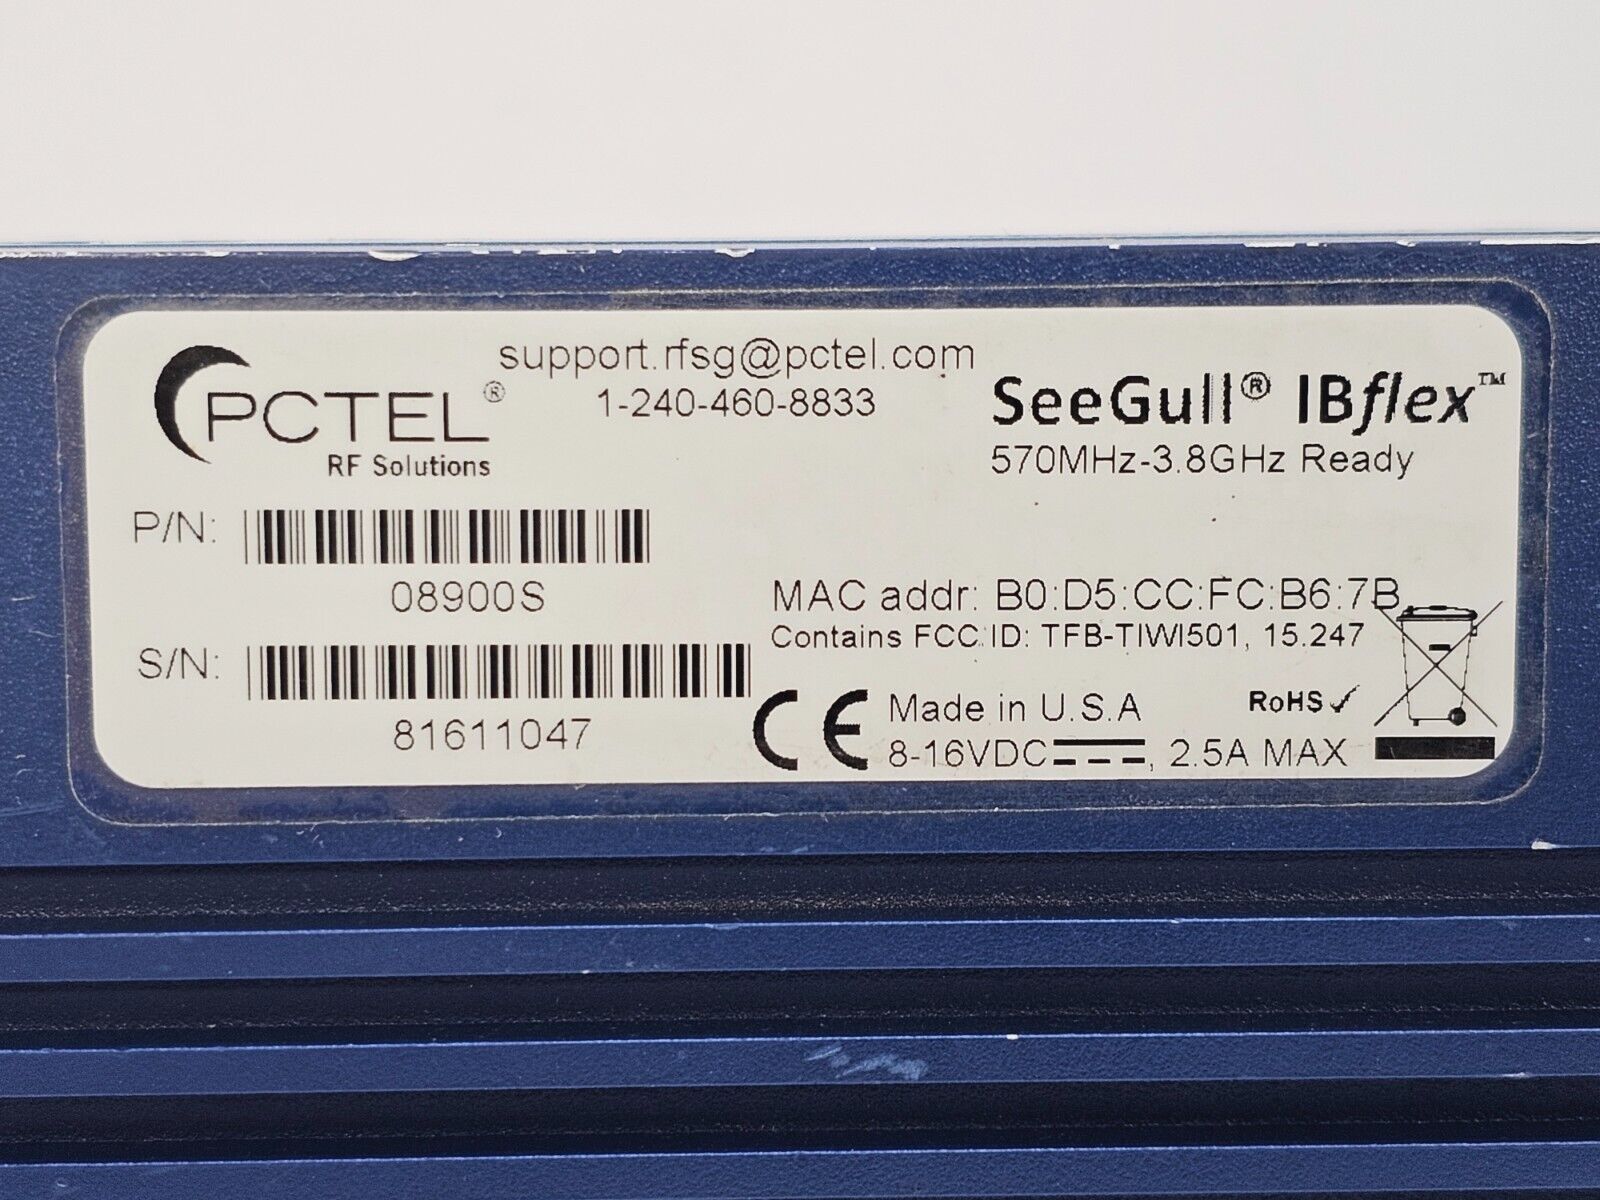 PCTEL®
RF Solutions
support.rfsg@pctel.com
1-240-460-8833
SeeGull® IBflex™
570MHz-3.8GHz Ready
P/N:
08900S
S/N:
81611047
MAC addr: B0:D5:CC:FC:B6:7B
Contains FCC ID: TFB-TIWI501, 15.247
CE
Made in U.S.A
8-16VDC, 2.5A MAX
RoHS✓